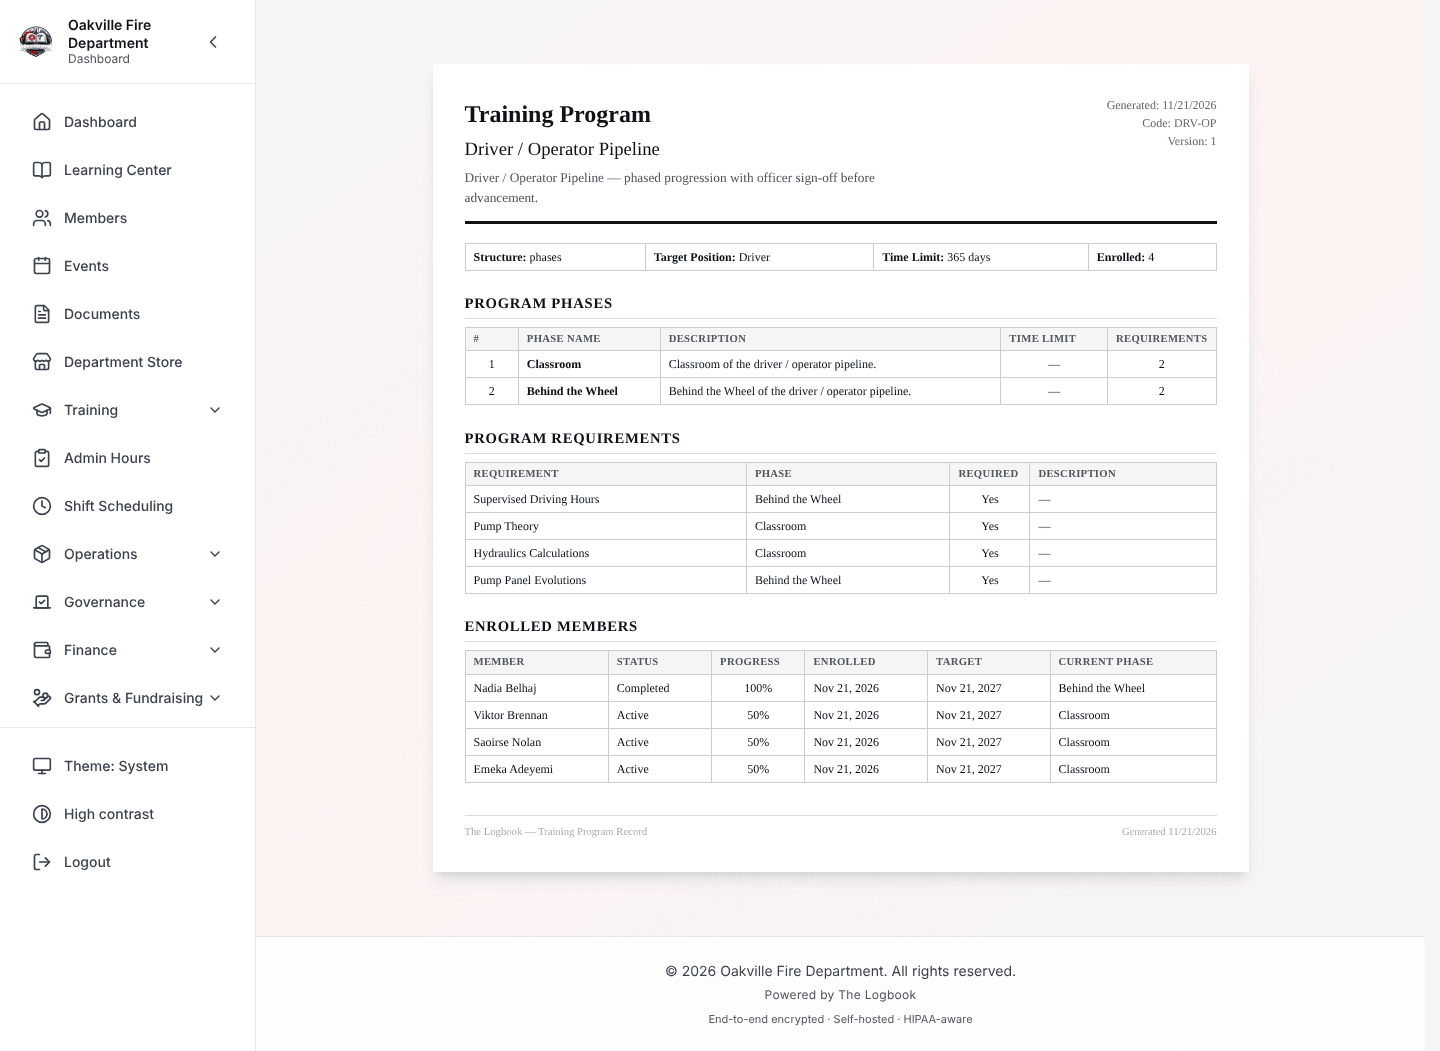 Oakville Fire
Department
Dashboard
Dashboard
Learning Center
Members
Events
Documents
Department Store
Training
Admin Hours
Shift Scheduling
Operations
Governance
Finance
Grants & Fundraising
Theme: System
High contrast
Logout
Training Program
Driver / Operator Pipeline
Driver / Operator Pipeline — phased progression with officer sign-off before
advancement.
Generated: 11/21/2026
Code: DRV-OP
Version: 1
Structure: phases Target Position: Driver Time Limit: 365 days Enrolled: 4
PROGRAM PHASES
# PHASE NAME DESCRIPTION TIME LIMIT REQUIREMENTS
1 Classroom Classroom of the driver / operator pipeline. — 2
2 Behind the Wheel Behind the Wheel of the driver / operator pipeline. — 2
PROGRAM REQUIREMENTS
REQUIREMENT PHASE REQUIRED DESCRIPTION
Supervised Driving Hours Behind the Wheel Yes —
Pump Theory Classroom Yes —
Hydraulics Calculations Classroom Yes —
Pump Panel Evolutions Behind the Wheel Yes —
ENROLLED MEMBERS
MEMBER STATUS PROGRESS ENROLLED TARGET CURRENT PHASE
Nadia Belhaj Completed 100% Nov 21, 2026 Nov 21, 2027 Behind the Wheel
Viktor Brennan Active 50% Nov 21, 2026 Nov 21, 2027 Classroom
Saoirse Nolan Active 50% Nov 21, 2026 Nov 21, 2027 Classroom
Emeka Adeyemi Active 50% Nov 21, 2026 Nov 21, 2027 Classroom
The Logbook — Training Program Record Generated 11/21/2026
© 2026 Oakville Fire Department. All rights reserved.
Powered by The Logbook
End-to-end encrypted · Self-hosted · HIPAA-aware